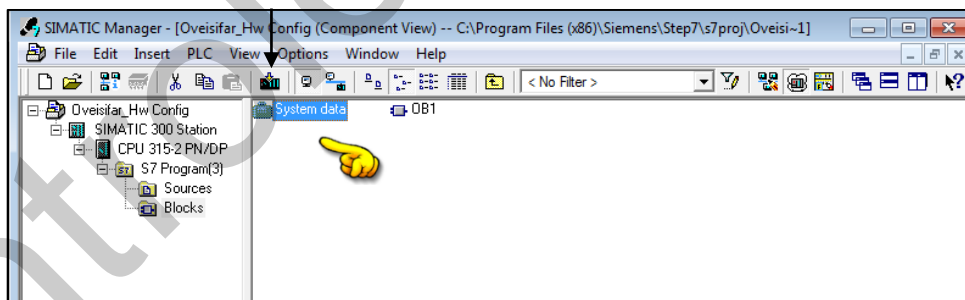 SIMATIC Manager - [Oveisifar_Hw Config (Component View) -- C:\Program Files (x86)\Siemens\Step7\s7proj\Oveisi~1]
File Edit Insert PLC View Options Window Help
< No Filter >
Oveisifar_Hw Config
System data
OB1
SIMATIC 300 Station
CPU 315-2 PN/DP
S7 Program(3)
Sources
Blocks